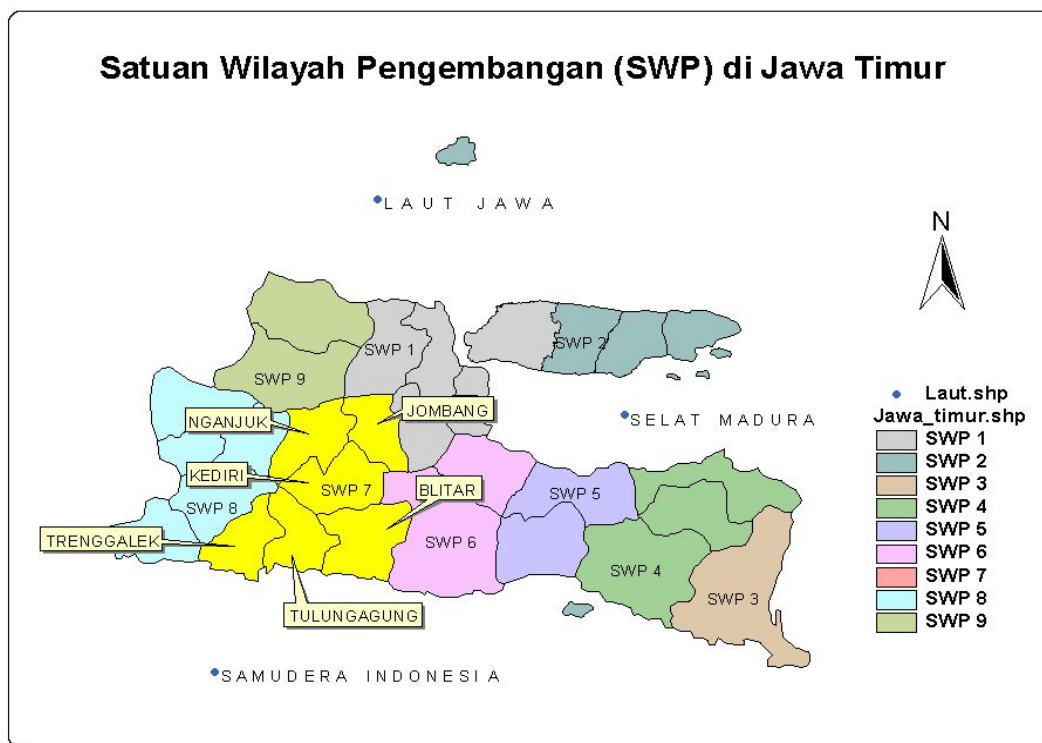 Satuan Wilayah Pengembangan (SWP) di Jawa Timur
LAUT JAWA
N
SWP 1
SWP 2
SWP 9
NGANJUK
JOMBANG
SELAT MADURA
KEDIRI
SWP 7
BLITAR
SWP 5
SWP 8
TRENGGALEK
SWP 6
SWP 4
SWP 3
TULUNGAGUNG
SAMUDERA INDONESIA
Laut.shp
Jawa_timur.shp
SWP 1
SWP 2
SWP 3
SWP 4
SWP 5
SWP 6
SWP 7
SWP 8
SWP 9